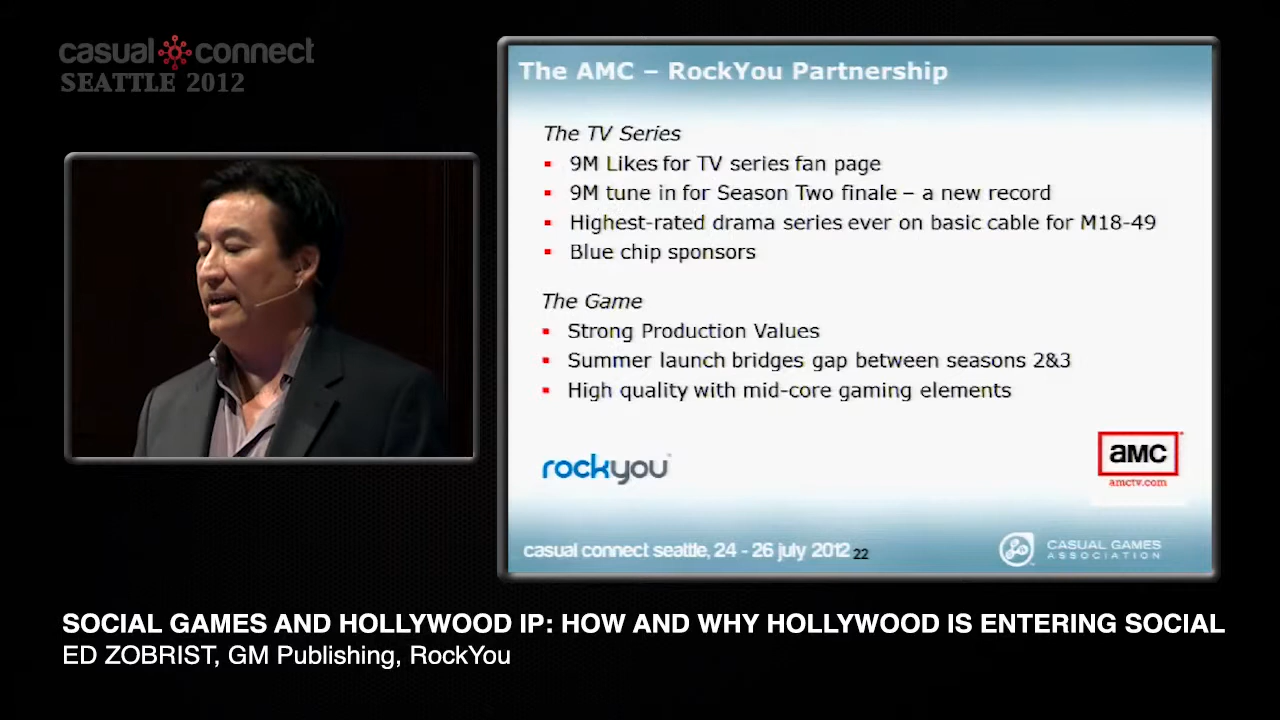 casual connect
SEATTLE 2012
The AMC – RockYou Partnership
The TV Series
▪ 9M Likes for TV series fan page
▪ 9M tune in for Season Two finale – a new record
▪ Highest-rated drama series ever on basic cable for M18-49
▪ Blue chip sponsors
The Game
▪ Strong Production Values
▪ Summer launch bridges gap between seasons 2&3
▪ High quality with mid-core gaming elements
rockyou
aMC
amctv.com
casual connect seattle, 24 - 26 july 2012 22
CASUAL GAMES
ASSOCIATION
SOCIAL GAMES AND HOLLYWOOD IP: HOW AND WHY HOLLYWOOD IS ENTERING SOCIAL
ED ZOBRIST, GM Publishing, RockYou